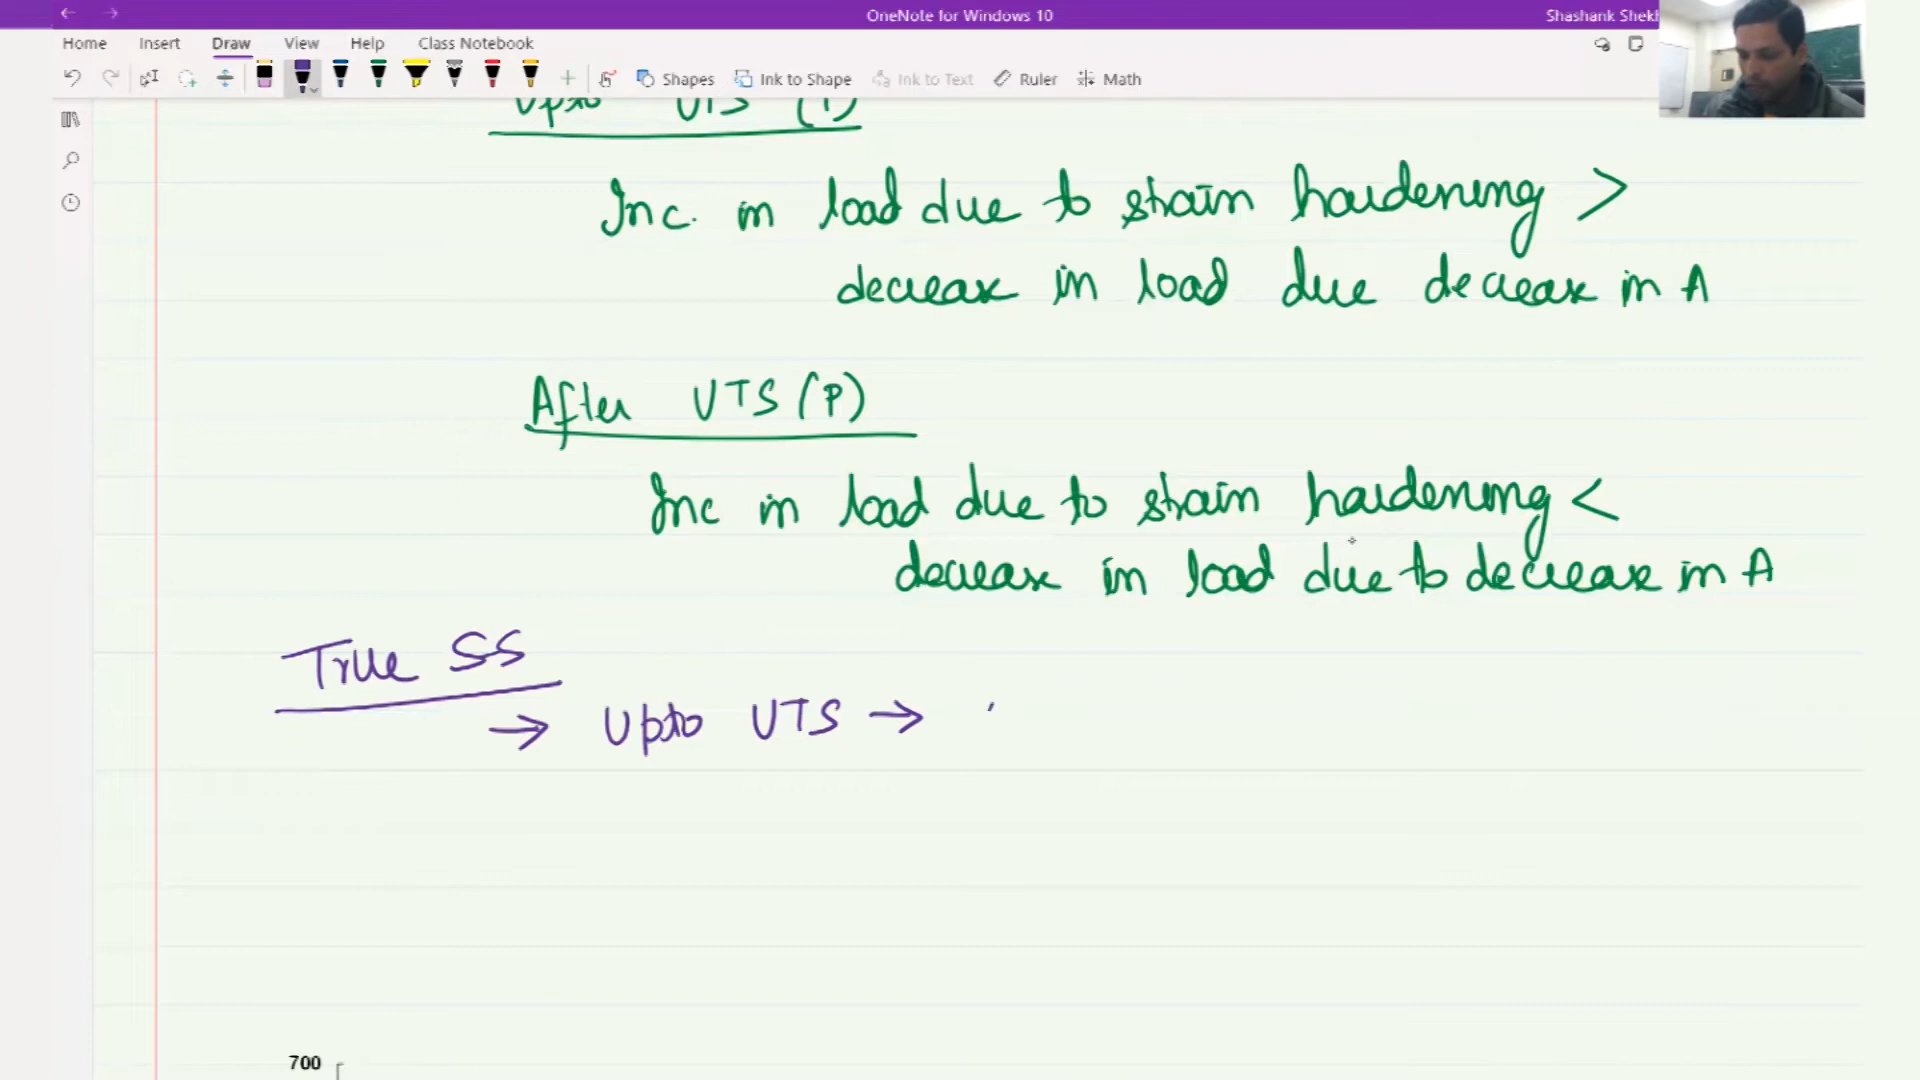 OneNote for Windows 10
Shashank Shekh
Home Insert Draw View Help Class Notebook
Shapes Ink to Shape Ink to Text Ruler Math
Upto UTS
Inc. in load due to strain hardening >
decrease in load due decrease in A
After UTS (P)
Inc in load due to strain hardening <
decrease in load due to decrease in A
True SS
→ Upto UTS →
700